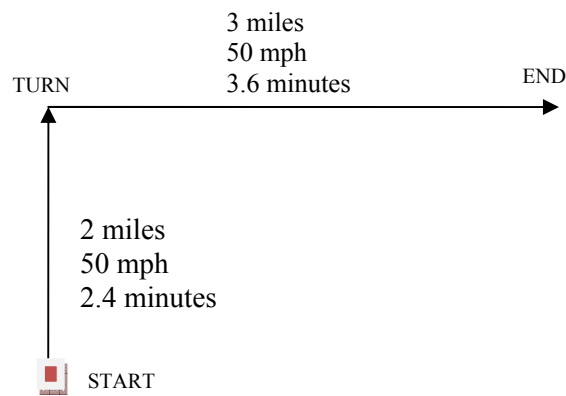 3 miles
50 mph
3.6 minutes
TURN
END
2 miles
50 mph
2.4 minutes
START